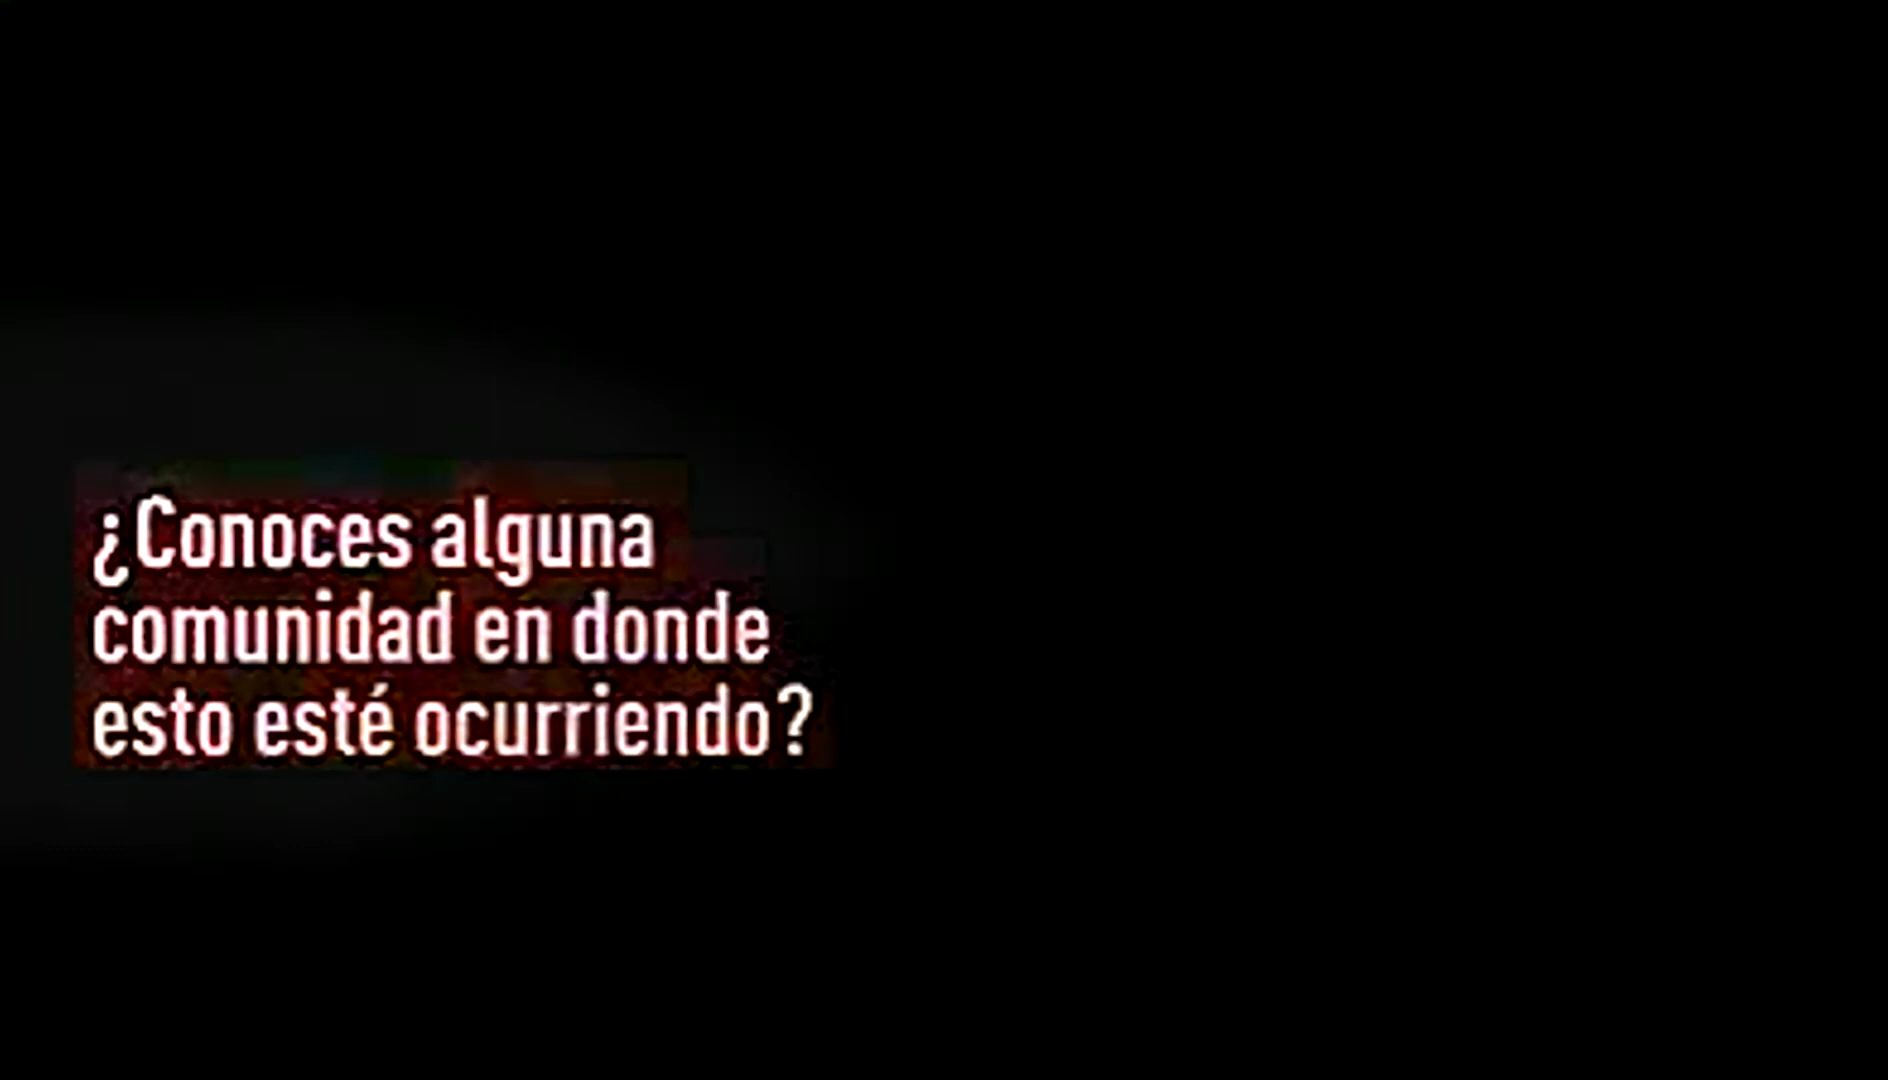 ¿Conoces alguna
comunidad en donde
esto esté ocurriendo?